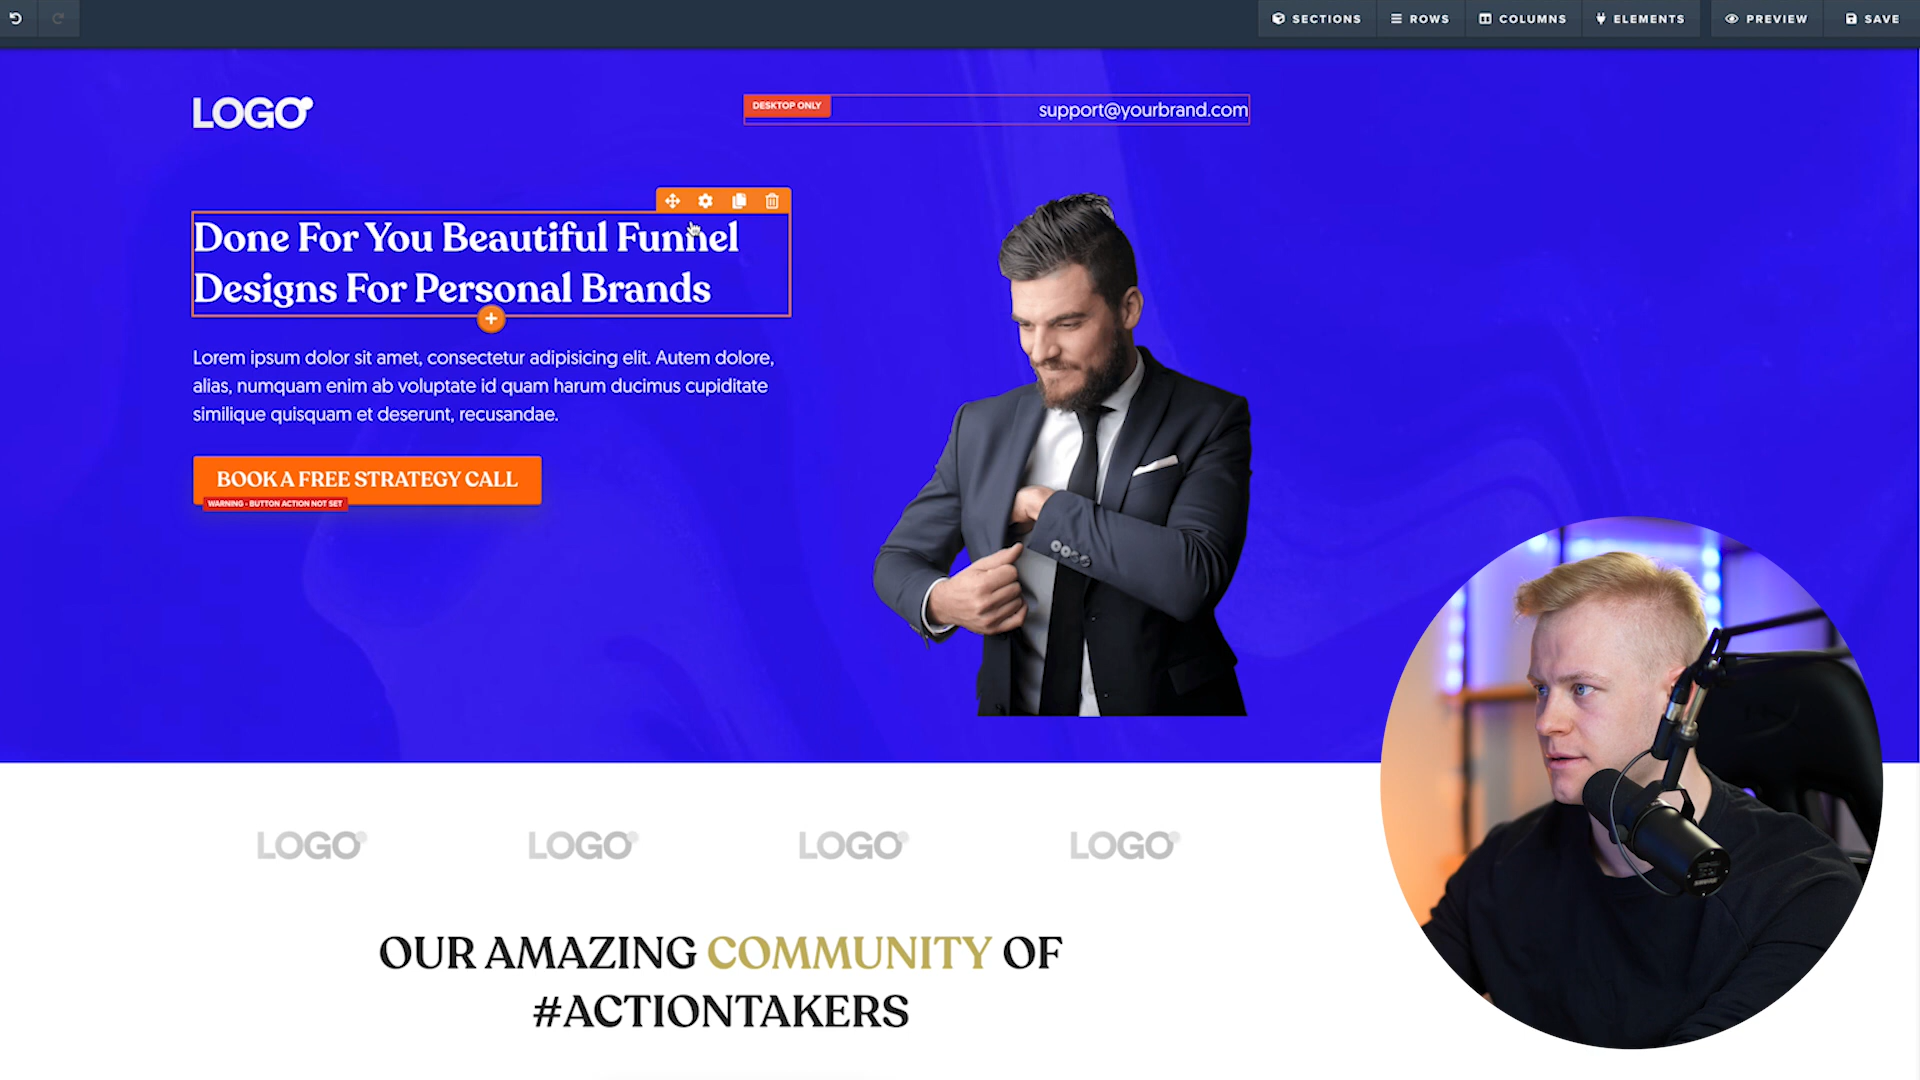 SECTIONS ROWS COLUMNS ELEMENTS PREVIEW SAVE
LOGO
DESKTOP ONLY
support@yourbrand.com
Done For You Beautiful Funnel
Designs For Personal Brands
Lorem ipsum dolor sit amet, consectetur adipisicing elit. Autem dolore,
alias, numquam enim ab voluptate id quam harum ducimus cupiditate
similique quisquam et deserunt, recusandae.
BOOK A FREE STRATEGY CALL
WARNING - BUTTON ACTION NOT SET
LOGO LOGO LOGO LOGO
OUR AMAZING COMMUNITY OF
#ACTIONTAKERS